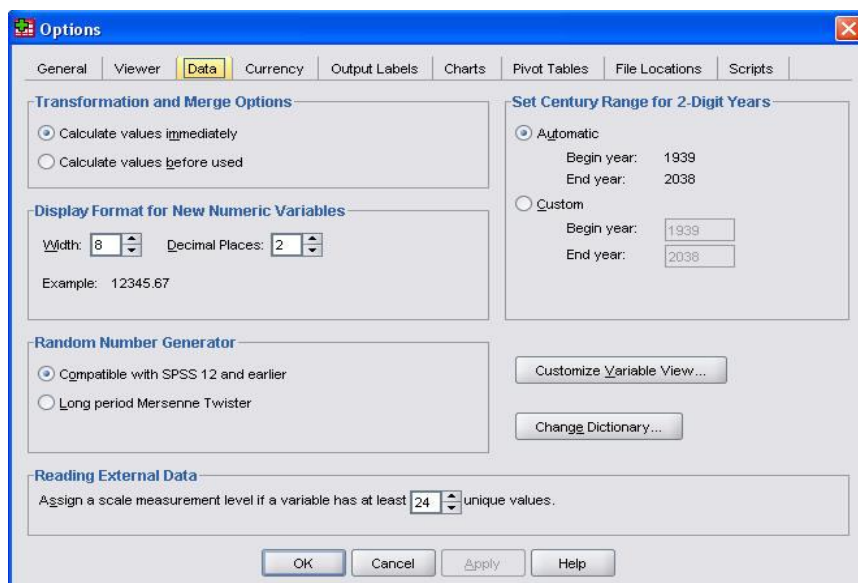 Options
General Viewer Data Currency Output Labels Charts Pivot Tables File Locations Scripts
Transformation and Merge Options
Calculate values immediately
Calculate values before used
Display Format for New Numeric Variables
Width: 8 Decimal Places: 2
Example: 12345.67
Random Number Generator
Compatible with SPSS 12 and earlier
Long period Mersenne Twister
Set Century Range for 2-Digit Years
Automatic
Begin year: 1939
End year: 2038
Custom
Begin year: 1939
End year: 2038
Customize Variable View...
Change Dictionary...
Reading External Data
Assign a scale measurement level if a variable has at least 24 unique values.
OK Cancel Apply Help